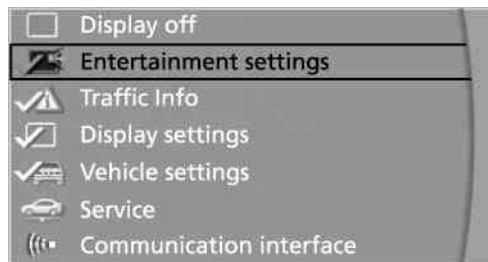 Display off
Entertainment settings
Traffic Info
Display settings
Vehicle settings
Service
Communication interface